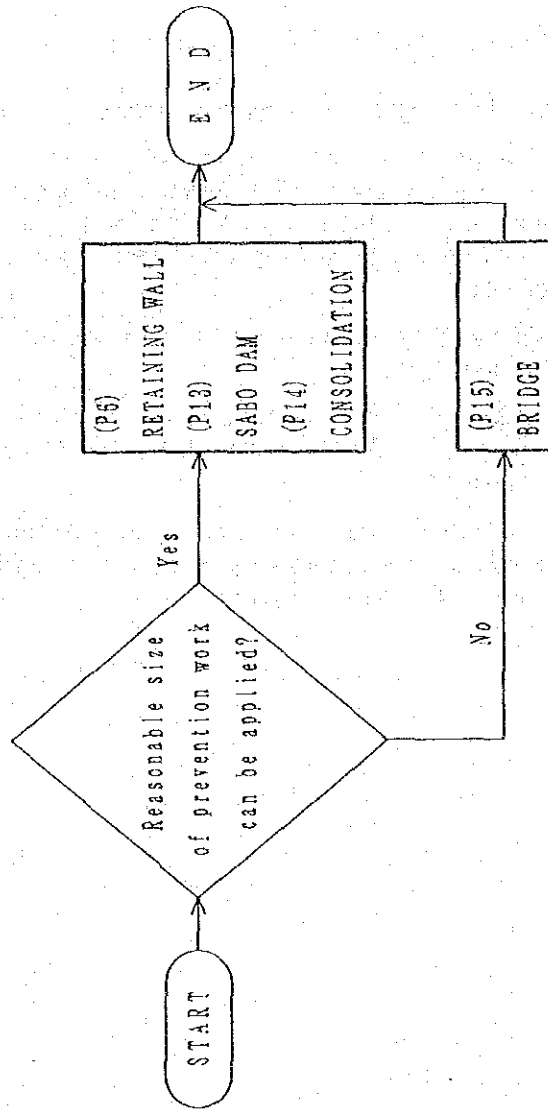 START
Reasonable size
of prevention work
can be applied?
Yes
No
(P6)
RETAINING WALL
(P13)
SABO DAM
(P14)
CONSOLIDATION
(P15)
BRIDGE
E N D